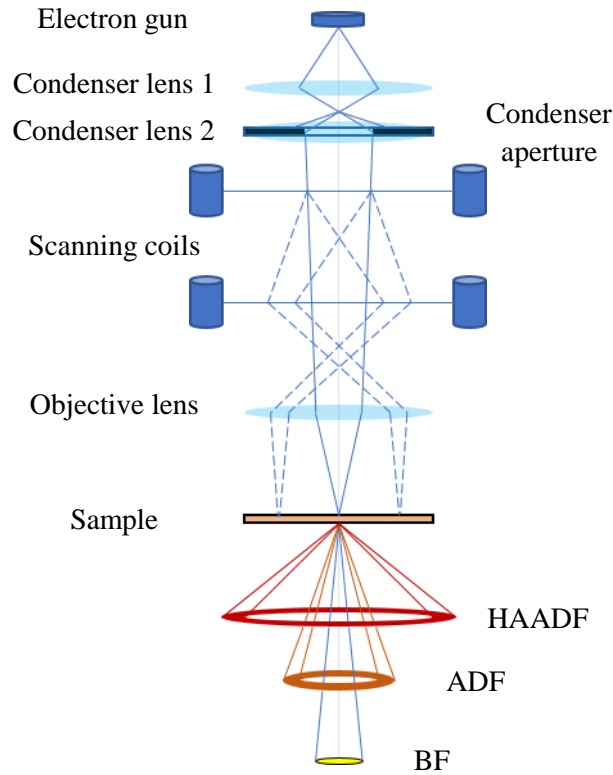 Electron gun
Condenser lens 1
Condenser lens 2
Condenser
aperture
Scanning coils
Objective lens
Sample
HAADF
ADF
BF